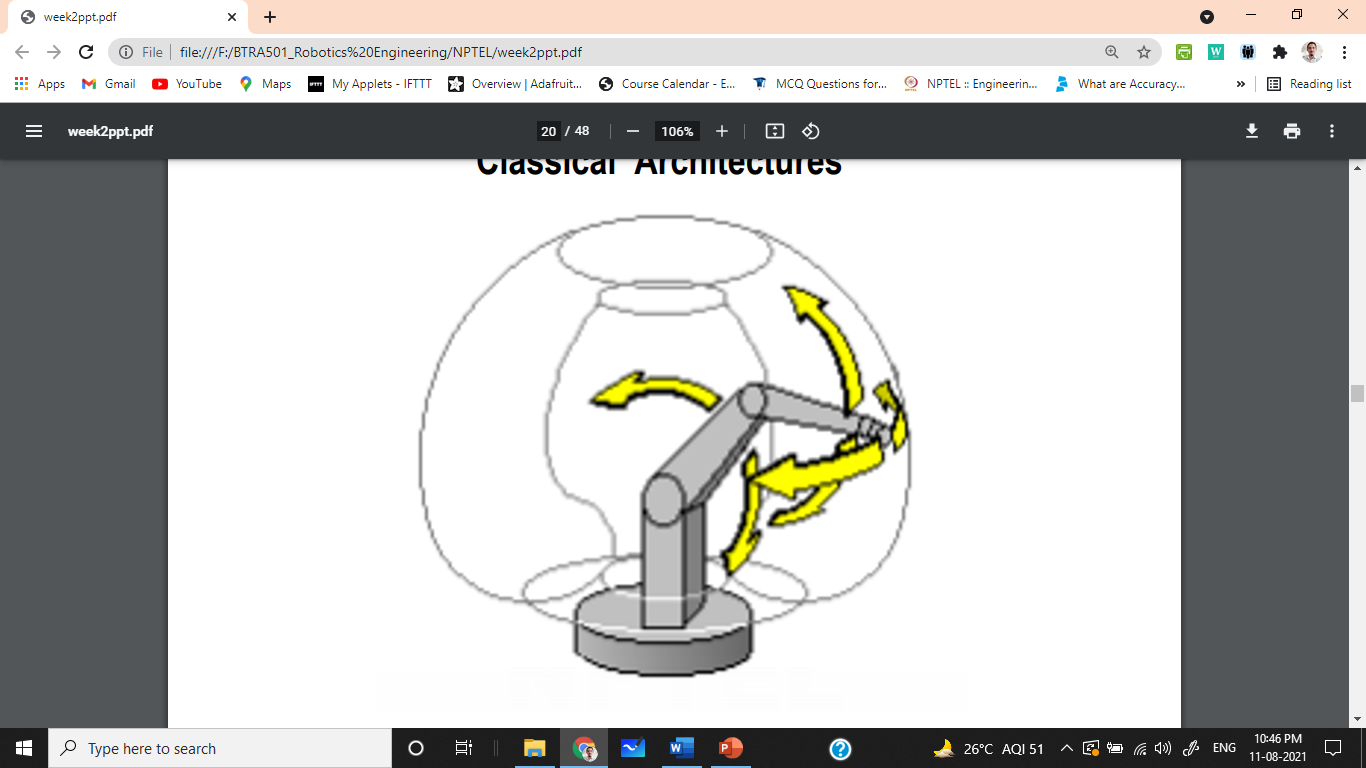 week2ppt.pdf
File file:///F:/BTRA501_Robotics%20Engineering/NPTEL/week2ppt.pdf
Apps Gmail YouTube Maps IFTTT My Applets - IFTTT Overview | Adafruit... Course Calendar - E... MCQ Questions for... NPTEL :: Engineerin... What are Accuracy... » Reading list
week2ppt.pdf 20 / 48 106%
Classical Architectures
Type here to search 26°C AQI 51 ENG 10:46 PM
11-08-2021